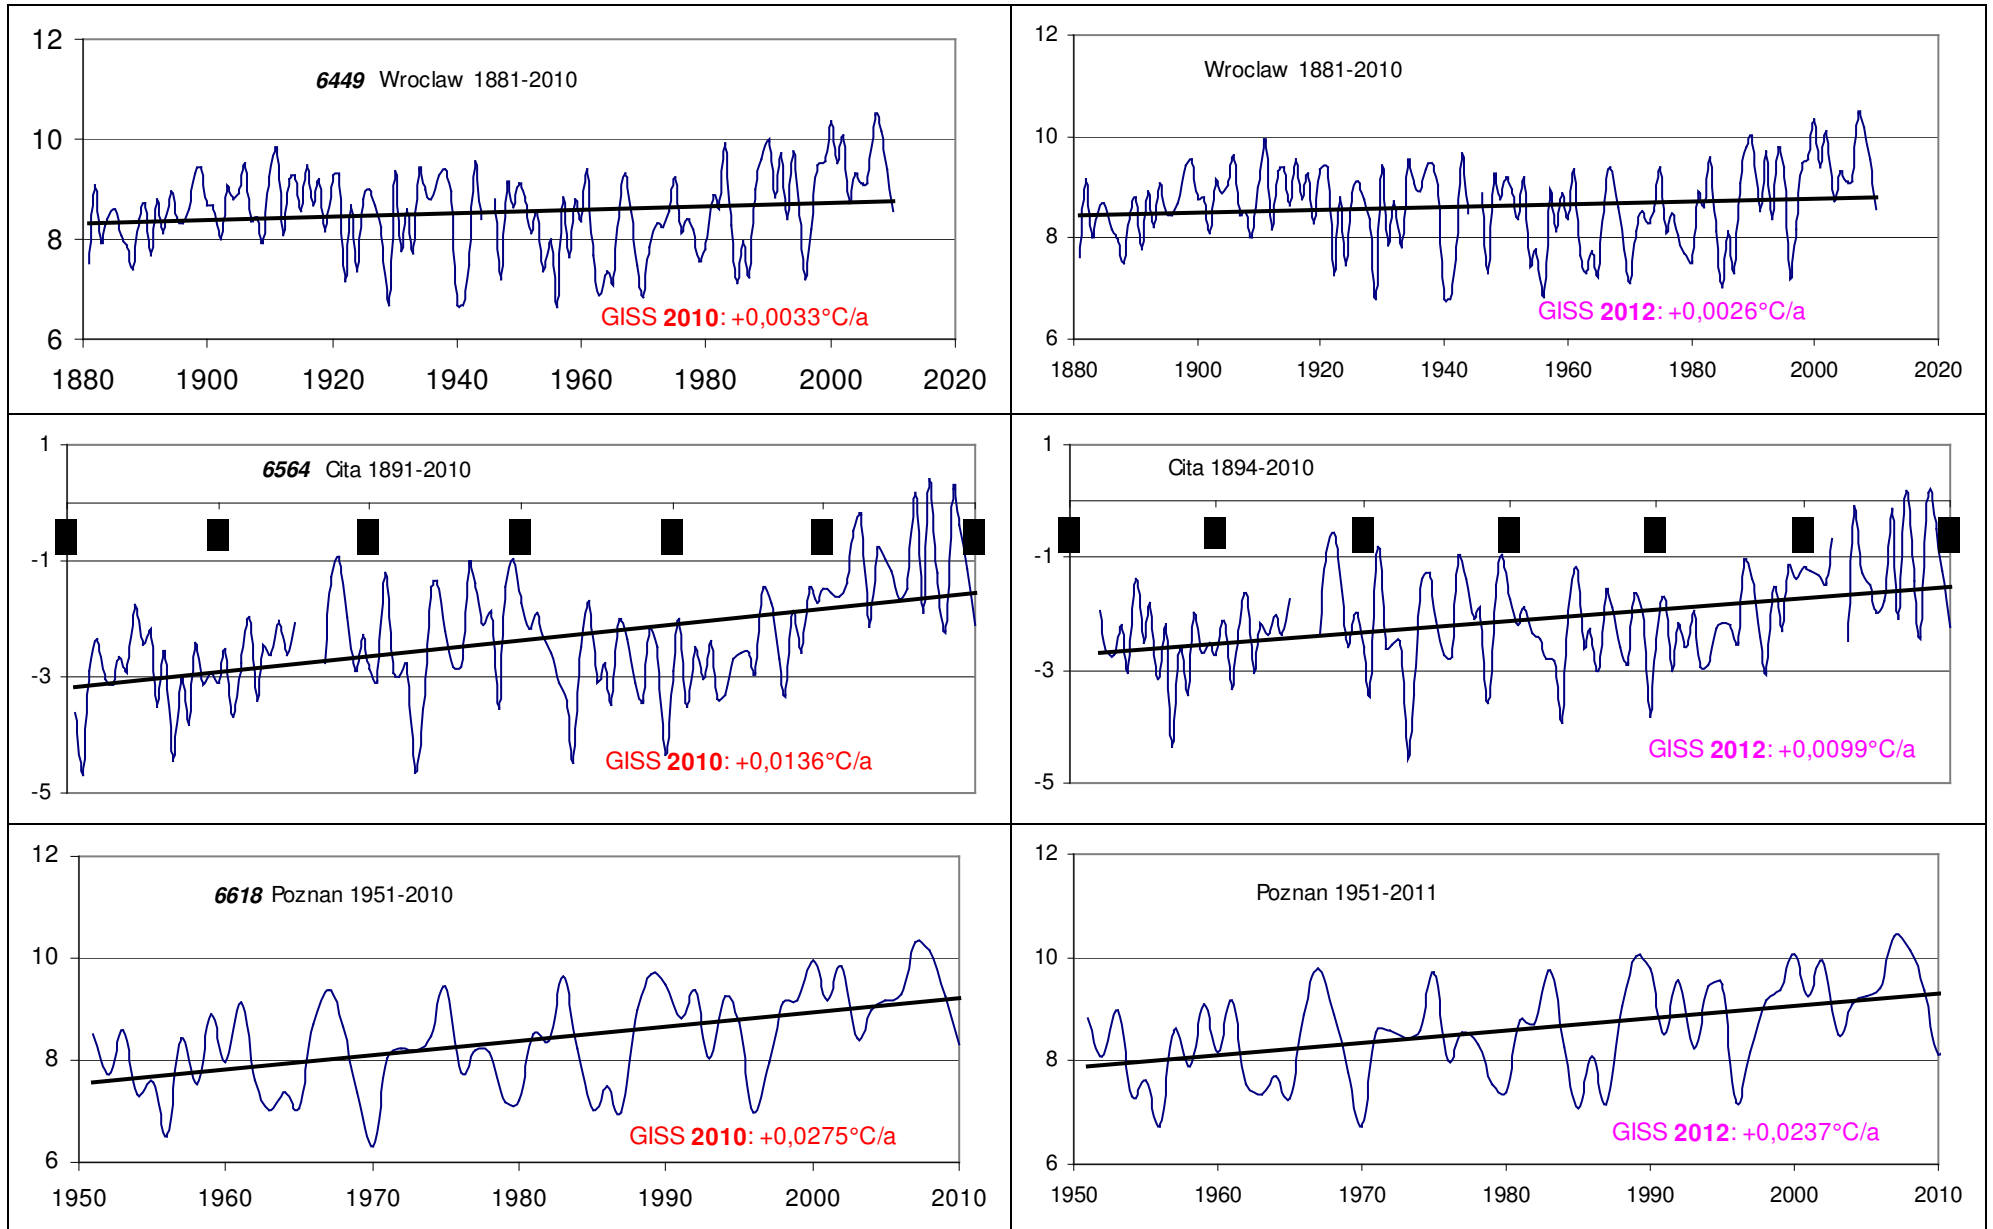 12
10
8
6
6449 Wroclaw 1881-2010
GISS 2010: +0,0033°C/a
1880 1900 1920 1940 1960 1980 2000 2020
12
10
8
6
Wroclaw 1881-2010
GISS 2012: +0,0026°C/a
1880 1900 1920 1940 1960 1980 2000 2020
1
-1
-3
-5
6564 Cita 1891-2010
GISS 2010: +0,0136°C/a
1
-1
-3
-5
Cita 1894-2010
GISS 2012: +0,0099°C/a
12
10
8
6
6618 Poznan 1951-2010
GISS 2010: +0,0275°C/a
1950 1960 1970 1980 1990 2000 2010
12
10
8
6
Poznan 1951-2011
GISS 2012: +0,0237°C/a
1950 1960 1970 1980 1990 2000 2010